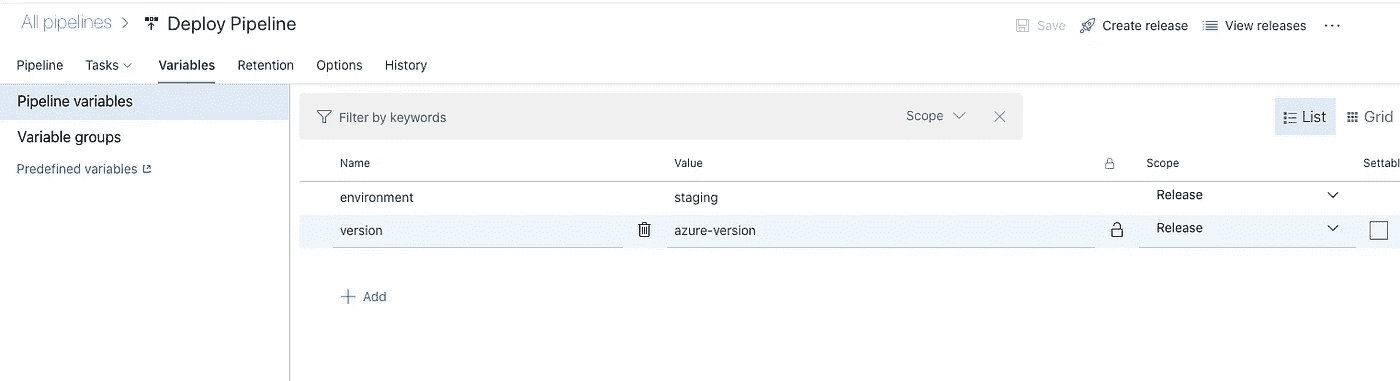 All pipelines > Deploy Pipeline Save Create release View releases ...
Pipeline Tasks Variables Retention Options History
Pipeline variables
Variable groups
Predefined variables
Filter by keywords Scope List Grid
Name Value Scope Settabl
environment staging Release
version azure-version Release
+ Add